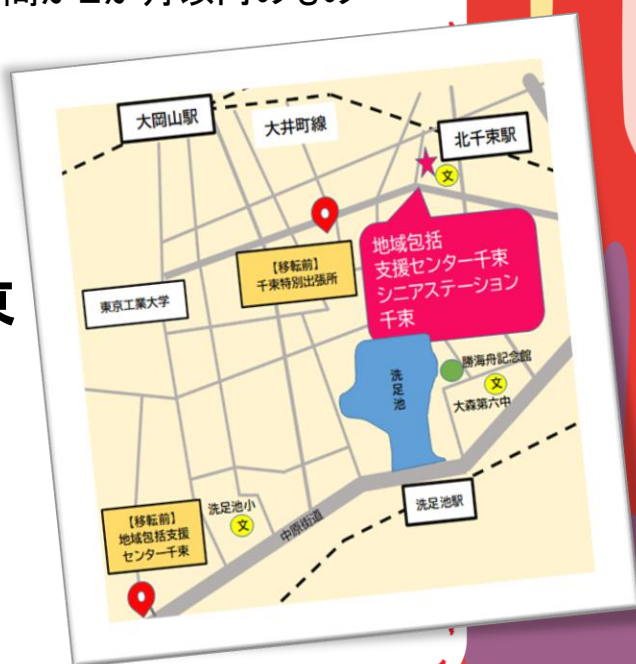 間が2か月以内のもの
大岡山駅
大井町線
北千束駅
文
地域包括
支援センター千束
シニアステーション
千束
【移転前】
千束特別出張所
東京工業大学
束
洗足池
勝海舟記念館
文
大森第六中
洗足池駅
洗足池小
文
中原街道
【移転前】
地域包括支援
センター千束